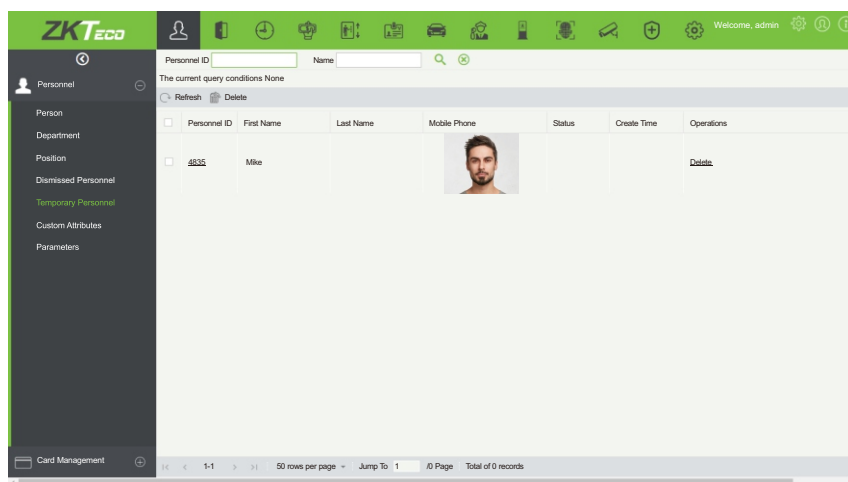 ZKTECO
Welcome, admin
Personnel
Person
Department
Position
Dismissed Personnel
Temporary Personnel
Custom Attributes
Parameters
Card Management
Personnel ID Name
The current query conditions None
Refresh Delete
Personnel ID First Name Last Name Mobile Phone Status Create Time Operations
4835 Mike Delete
1-1 50 rows per page Jump To 1 /0 Page Total of 0 records